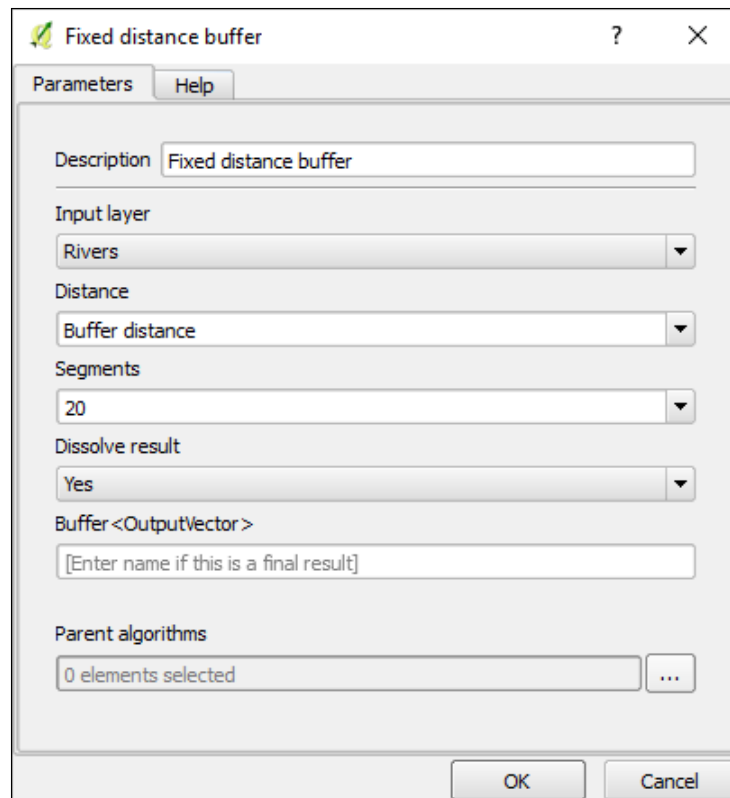 Fixed distance buffer
Parameters Help
Description Fixed distance buffer
Input layer
Rivers
Distance
Buffer distance
Segments
20
Dissolve result
Yes
Buffer<OutputVector>
[Enter name if this is a final result]
Parent algorithms
0 elements selected ...
OK Cancel